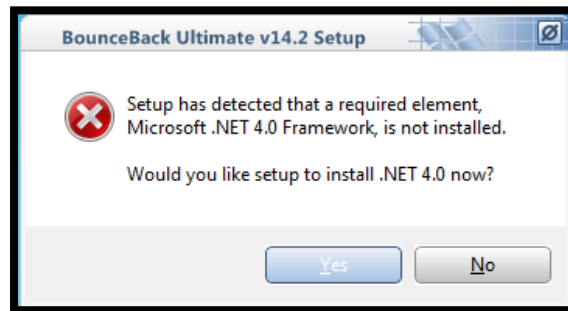 BounceBack Ultimate v14.2 Setup
Setup has detected that a required element,
Microsoft .NET 4.0 Framework, is not installed.
Would you like setup to install .NET 4.0 now?
Yes
No